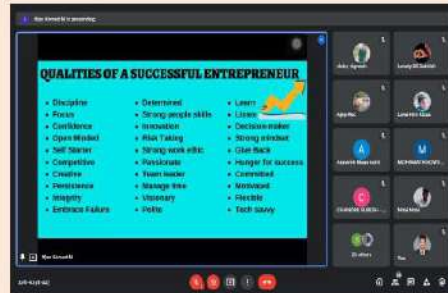 QUALITIES OF A SUCCESSFUL ENTREPRENEUR
Discipline
Focus
Confidence
Open Minded
Self Starter
Competitive
Creative
Persistence
Integrity
Embrace Failure
Determined
Strong people skills
Innovation
Risk Taking
Strong work ethic
Passionate
Team leader
Manage time
Visionary
Polite
Learn
Listen
Decision maker
Strong mindset
Give Back
Hunger for success
Committed
Motivated
Flexible
Tech savvy
A
M
C
You